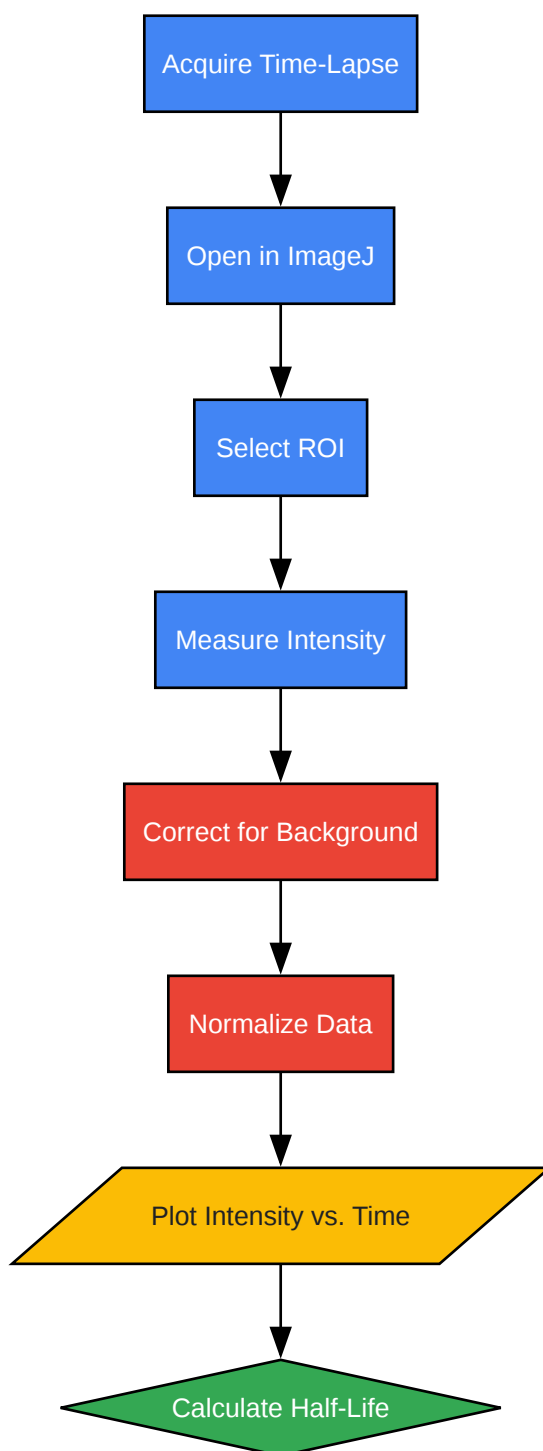 Acquire Time-Lapse
Open in ImageJ
Select ROI
Measure Intensity
Correct for Background
Normalize Data
Plot Intensity vs. Time
Calculate Half-Life